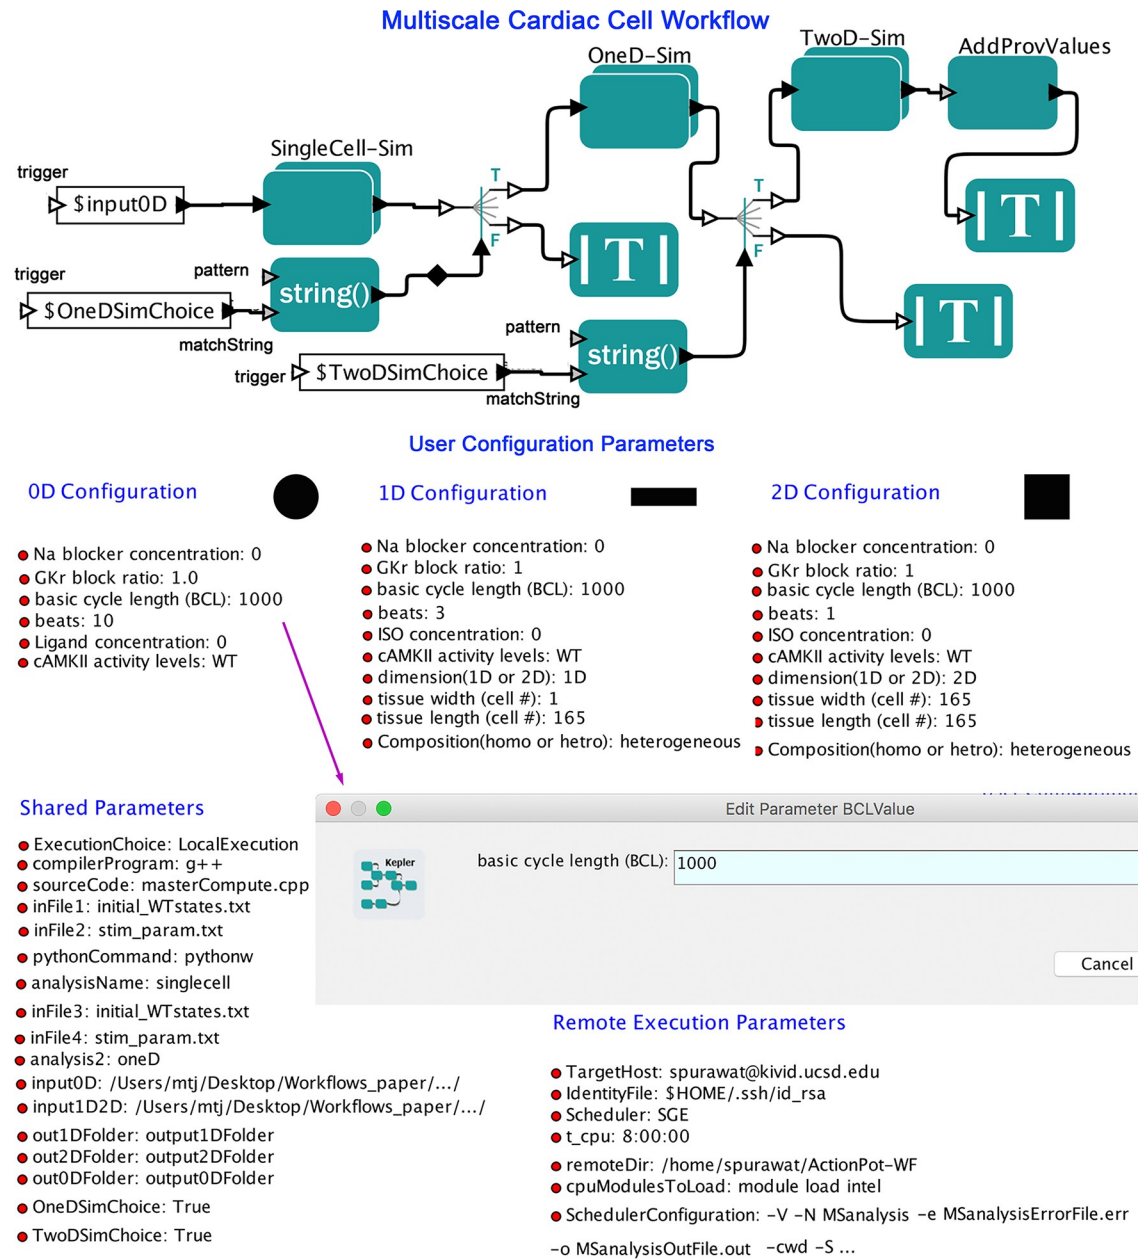 Multiscale Cardiac Cell Workflow
TwoD-Sim
AddProvValues
OneD-Sim
SingleCell-Sim
trigger
$input0D
T
F
T
F
|T|
|T|
|T|
trigger
pattern
$OneDSimChoice
string()
matchString
pattern
trigger
$TwoDSimChoice
string()
matchString
User Configuration Parameters
0D Configuration
Na blocker concentration: 0
GKr block ratio: 1.0
basic cycle length (BCL): 1000
beats: 10
Ligand concentration: 0
cAMKII activity levels: WT
1D Configuration
Na blocker concentration: 0
GKr block ratio: 1
basic cycle length (BCL): 1000
beats: 3
ISO concentration: 0
cAMKII activity levels: WT
dimension(1D or 2D): 1D
tissue width (cell #): 1
tissue length (cell #): 165
Composition(homo or hetro): heterogeneous
2D Configuration
Na blocker concentration: 0
GKr block ratio: 1
basic cycle length (BCL): 1000
beats: 1
ISO concentration: 0
cAMKII activity levels: WT
dimension(1D or 2D): 2D
tissue width (cell #): 165
tissue length (cell #): 165
Composition(homo or hetro): heterogeneous
Shared Parameters
ExecutionChoice: LocalExecution
compilerProgram: g++
sourceCode: masterCompute.cpp
inFile1: initial_WTstates.txt
inFile2: stim_param.txt
pythonCommand: pythonw
analysisName: singlecell
inFile3: initial_WTstates.txt
inFile4: stim_param.txt
analysis2: oneD
input0D: /Users/mtj/Desktop/Workflows_paper/.../
input1D2D: /Users/mtj/Desktop/Workflows_paper/.../
out1DFolder: output1DFolder
out2DFolder: output2DFolder
out0DFolder: output0DFolder
OneDSimChoice: True
TwoDSimChoice: True
Edit Parameter BCLValue
Kepler
basic cycle length (BCL): 1000
Cancel
Remote Execution Parameters
TargetHost: spurawat@kivid.ucsd.edu
IdentityFile: $HOME/.ssh/id_rsa
Scheduler: SGE
t_cpu: 8:00:00
remoteDir: /home/spurawat/ActionPot-WF
cpuModulesToLoad: module load intel
SchedulerConfiguration: -V -N MSanalysis -e MSanalysisErrorFile.err
-o MSanalysisOutFile.out -cwd -S ...